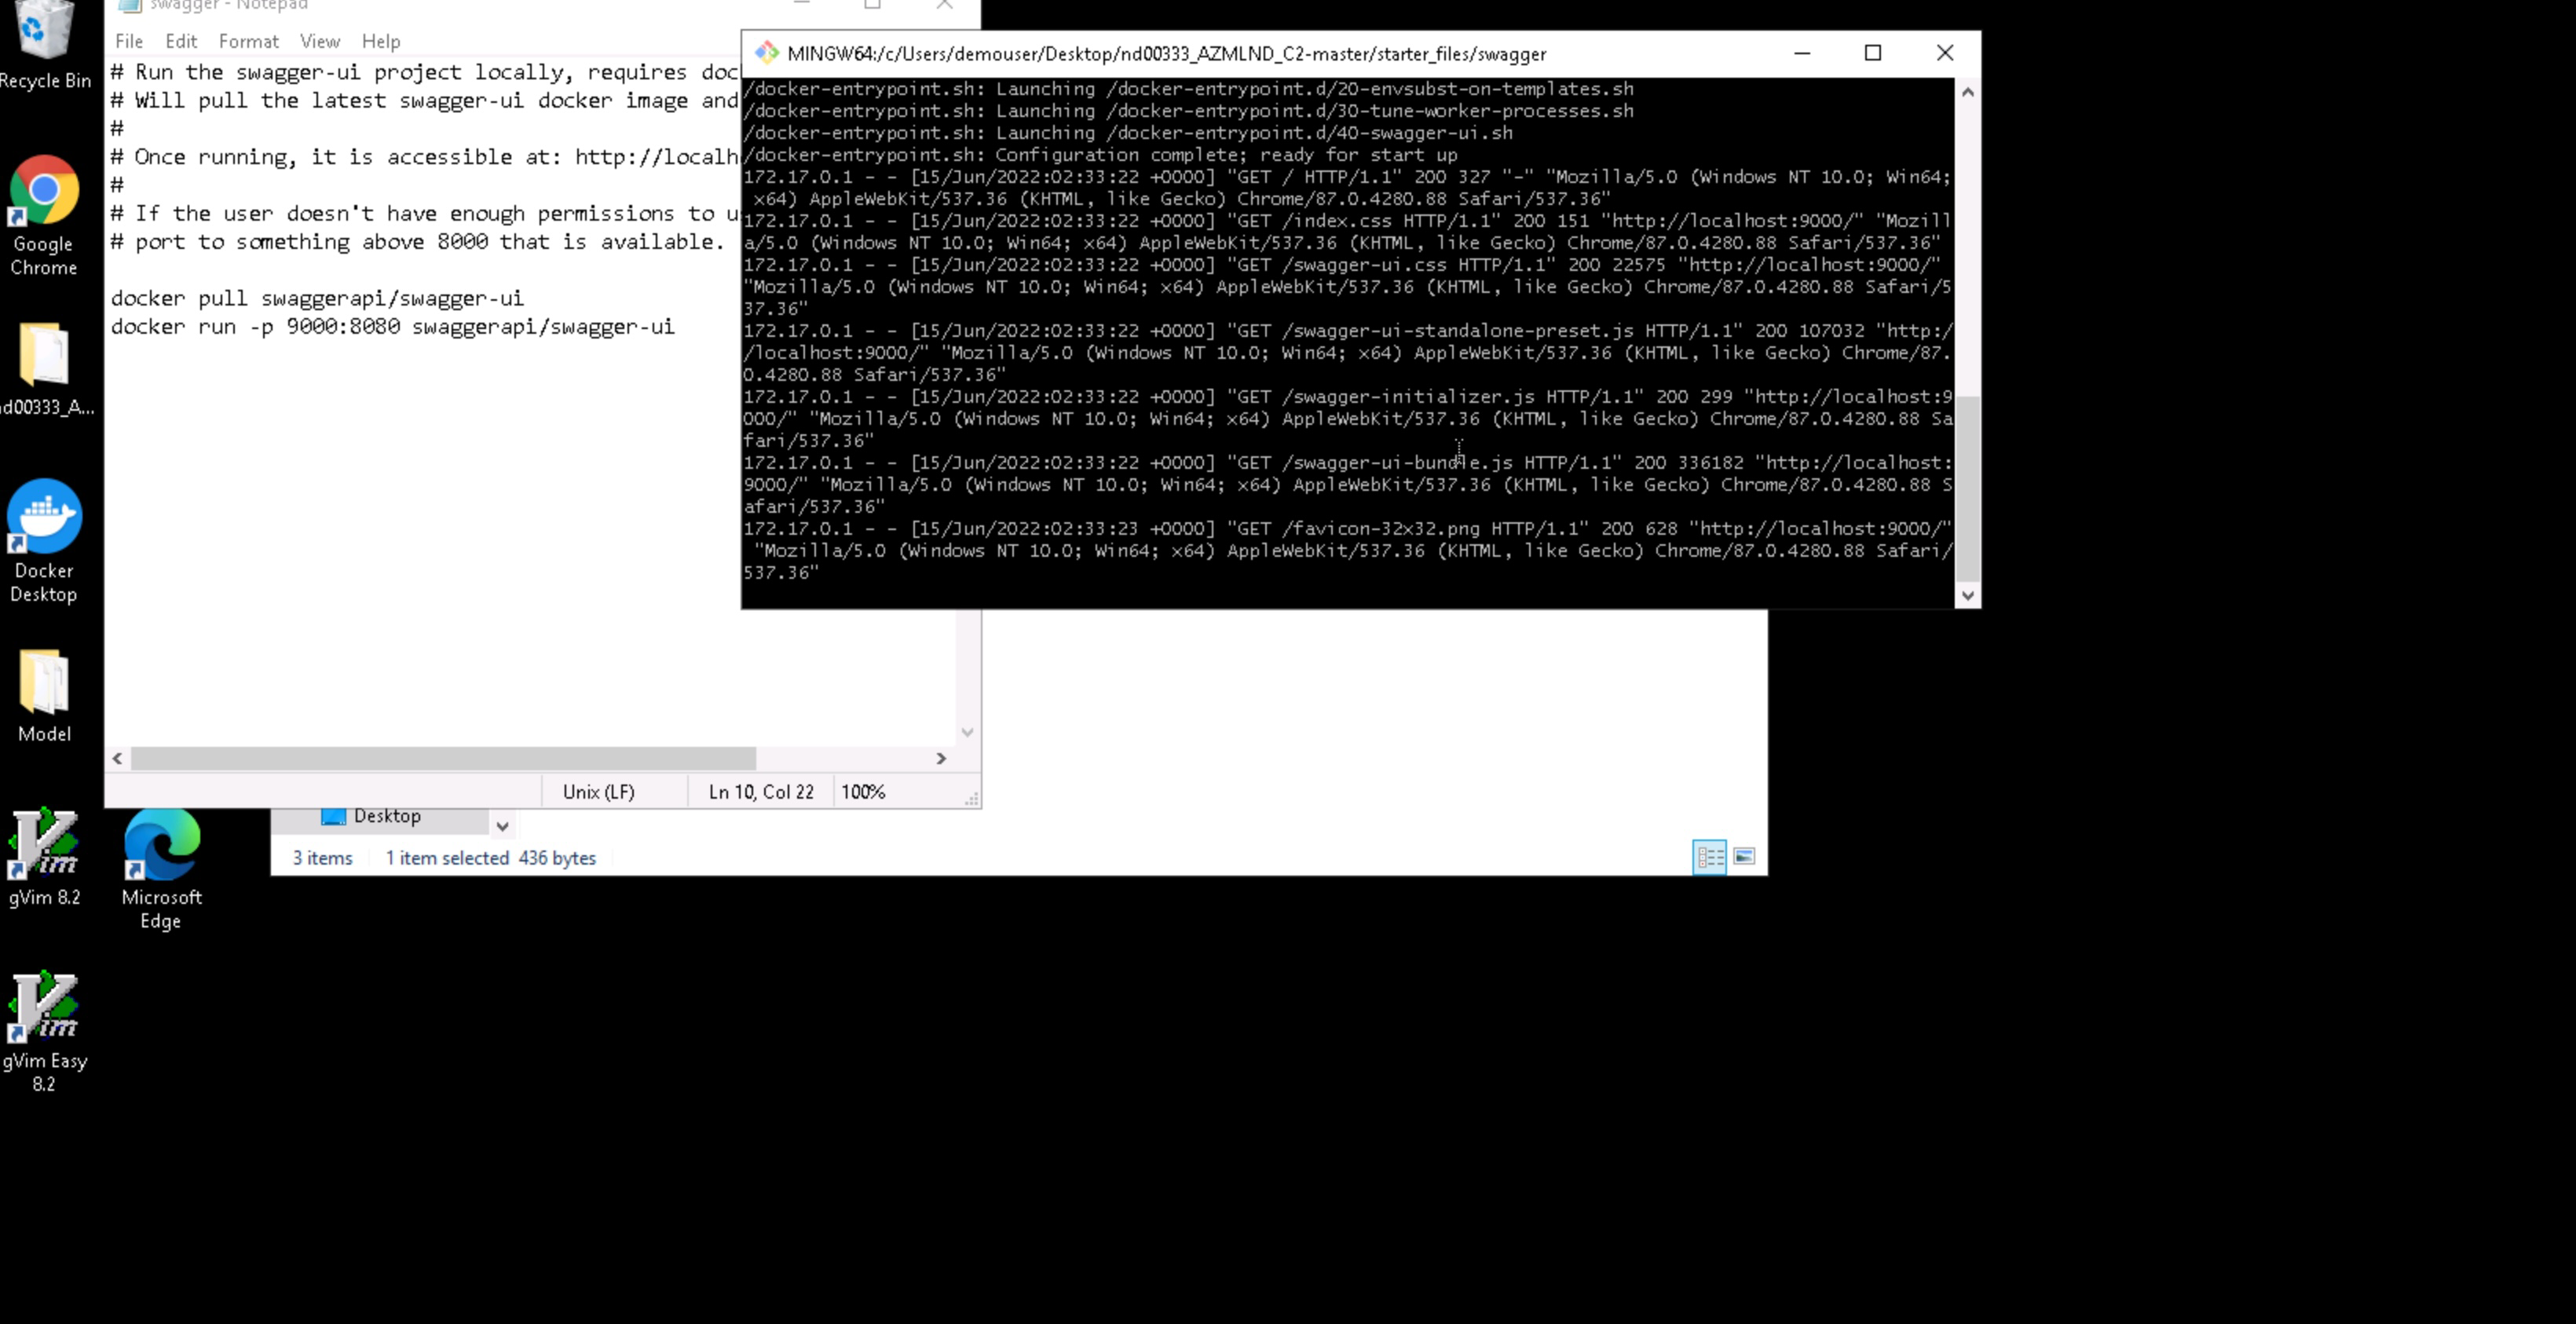 Recycle Bin
Google
Chrome
nd00333_A...
Docker
Desktop
Model
gVim 8.2
Microsoft
Edge
gVim Easy
8.2
swagger - Notepad
File Edit Format View Help
# Run the swagger-ui project locally, requires doc
# Will pull the latest swagger-ui docker image and
#
# Once running, it is accessible at: http://localh
#
# If the user doesn't have enough permissions to u
# port to something above 8000 that is available.
docker pull swaggerapi/swagger-ui
docker run -p 9000:8080 swaggerapi/swagger-ui
Unix (LF) Ln 10, Col 22 100%
Desktop
3 items 1 item selected 436 bytes
MINGW64:/c/Users/demouser/Desktop/nd00333_AZMLND_C2-master/starter_files/swagger
/docker-entrypoint.sh: Launching /docker-entrypoint.d/20-envsubst-on-templates.sh
/docker-entrypoint.sh: Launching /docker-entrypoint.d/30-tune-worker-processes.sh
/docker-entrypoint.sh: Launching /docker-entrypoint.d/40-swagger-ui.sh
/docker-entrypoint.sh: Configuration complete; ready for start up
172.17.0.1 - - [15/Jun/2022:02:33:22 +0000] "GET / HTTP/1.1" 200 327 "-" "Mozilla/5.0 (Windows NT 10.0; Win64;
x64) AppleWebKit/537.36 (KHTML, like Gecko) Chrome/87.0.4280.88 Safari/537.36"
172.17.0.1 - - [15/Jun/2022:02:33:22 +0000] "GET /index.css HTTP/1.1" 200 151 "http://localhost:9000/" "Mozill
a/5.0 (Windows NT 10.0; Win64; x64) AppleWebKit/537.36 (KHTML, like Gecko) Chrome/87.0.4280.88 Safari/537.36"
172.17.0.1 - - [15/Jun/2022:02:33:22 +0000] "GET /swagger-ui.css HTTP/1.1" 200 22575 "http://localhost:9000/"
"Mozilla/5.0 (Windows NT 10.0; Win64; x64) AppleWebKit/537.36 (KHTML, like Gecko) Chrome/87.0.4280.88 Safari/5
37.36"
172.17.0.1 - - [15/Jun/2022:02:33:22 +0000] "GET /swagger-ui-standalone-preset.js HTTP/1.1" 200 107032 "http:/
/localhost:9000/" "Mozilla/5.0 (Windows NT 10.0; Win64; x64) AppleWebKit/537.36 (KHTML, like Gecko) Chrome/87.
0.4280.88 Safari/537.36"
172.17.0.1 - - [15/Jun/2022:02:33:22 +0000] "GET /swagger-initializer.js HTTP/1.1" 200 299 "http://localhost:9
000/" "Mozilla/5.0 (Windows NT 10.0; Win64; x64) AppleWebKit/537.36 (KHTML, like Gecko) Chrome/87.0.4280.88 Sa
fari/537.36"
172.17.0.1 - - [15/Jun/2022:02:33:22 +0000] "GET /swagger-ui-bundle.js HTTP/1.1" 200 336182 "http://localhost:
9000/" "Mozilla/5.0 (Windows NT 10.0; Win64; x64) AppleWebKit/537.36 (KHTML, like Gecko) Chrome/87.0.4280.88 S
afari/537.36"
172.17.0.1 - - [15/Jun/2022:02:33:23 +0000] "GET /favicon-32x32.png HTTP/1.1" 200 628 "http://localhost:9000/"
"Mozilla/5.0 (Windows NT 10.0; Win64; x64) AppleWebKit/537.36 (KHTML, like Gecko) Chrome/87.0.4280.88 Safari/
537.36"